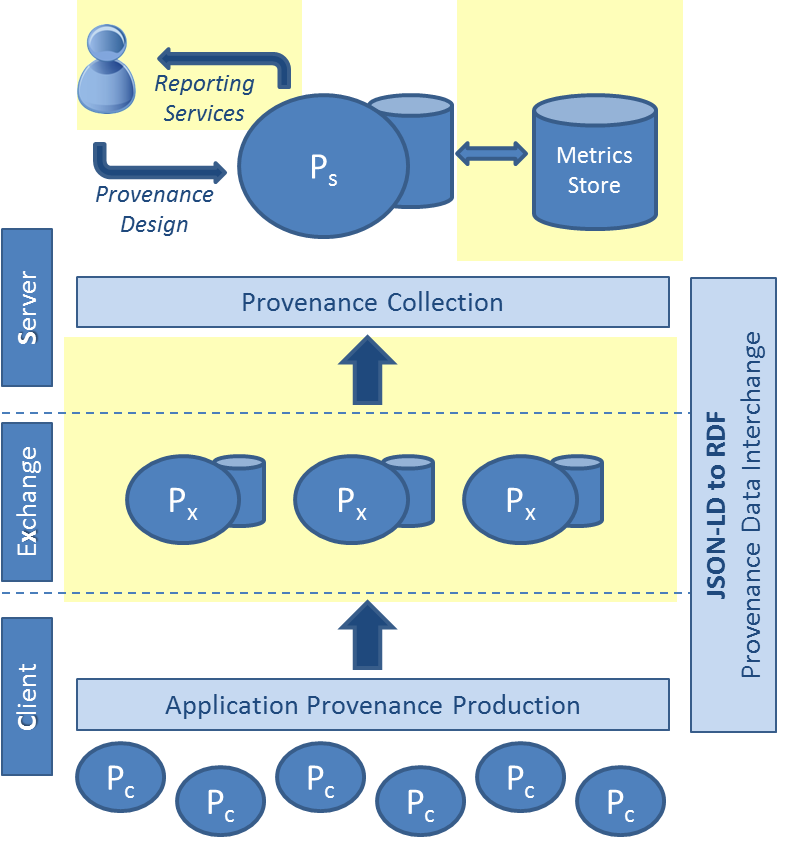 Reporting
Services
Provenance
Design
Ps
Metrics
Store
Server
Provenance Collection
Exchange
Px
Px
Px
JSON-LD to RDF
Provenance Data Interchange
Client
Application Provenance Production
Pc
Pc
Pc
Pc
Pc
Pc